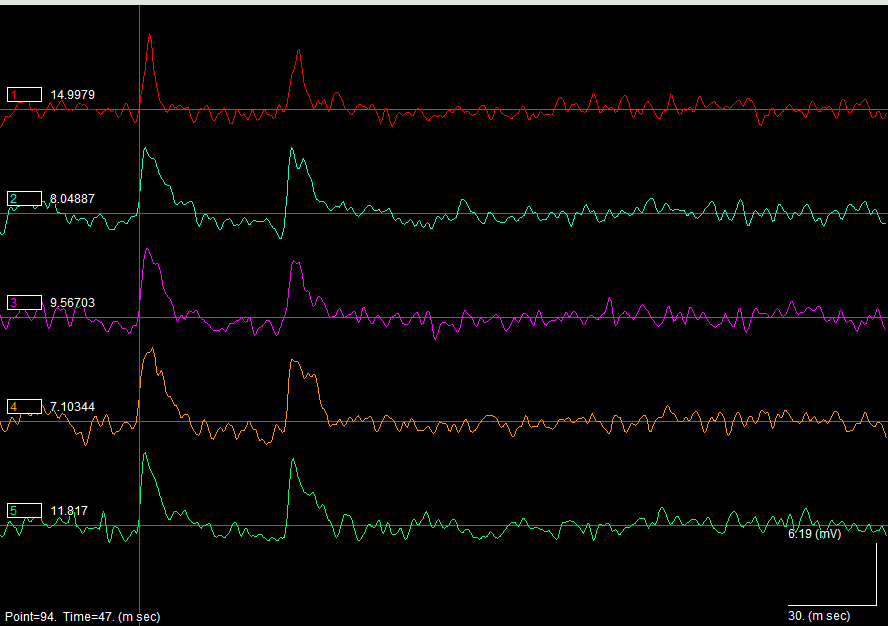 1 14.9979
2 8.04887
3 9.56703
4 7.10344
5 11.817
6.19 (mV)
30. (m sec)
Point=94. Time=47. (m sec)